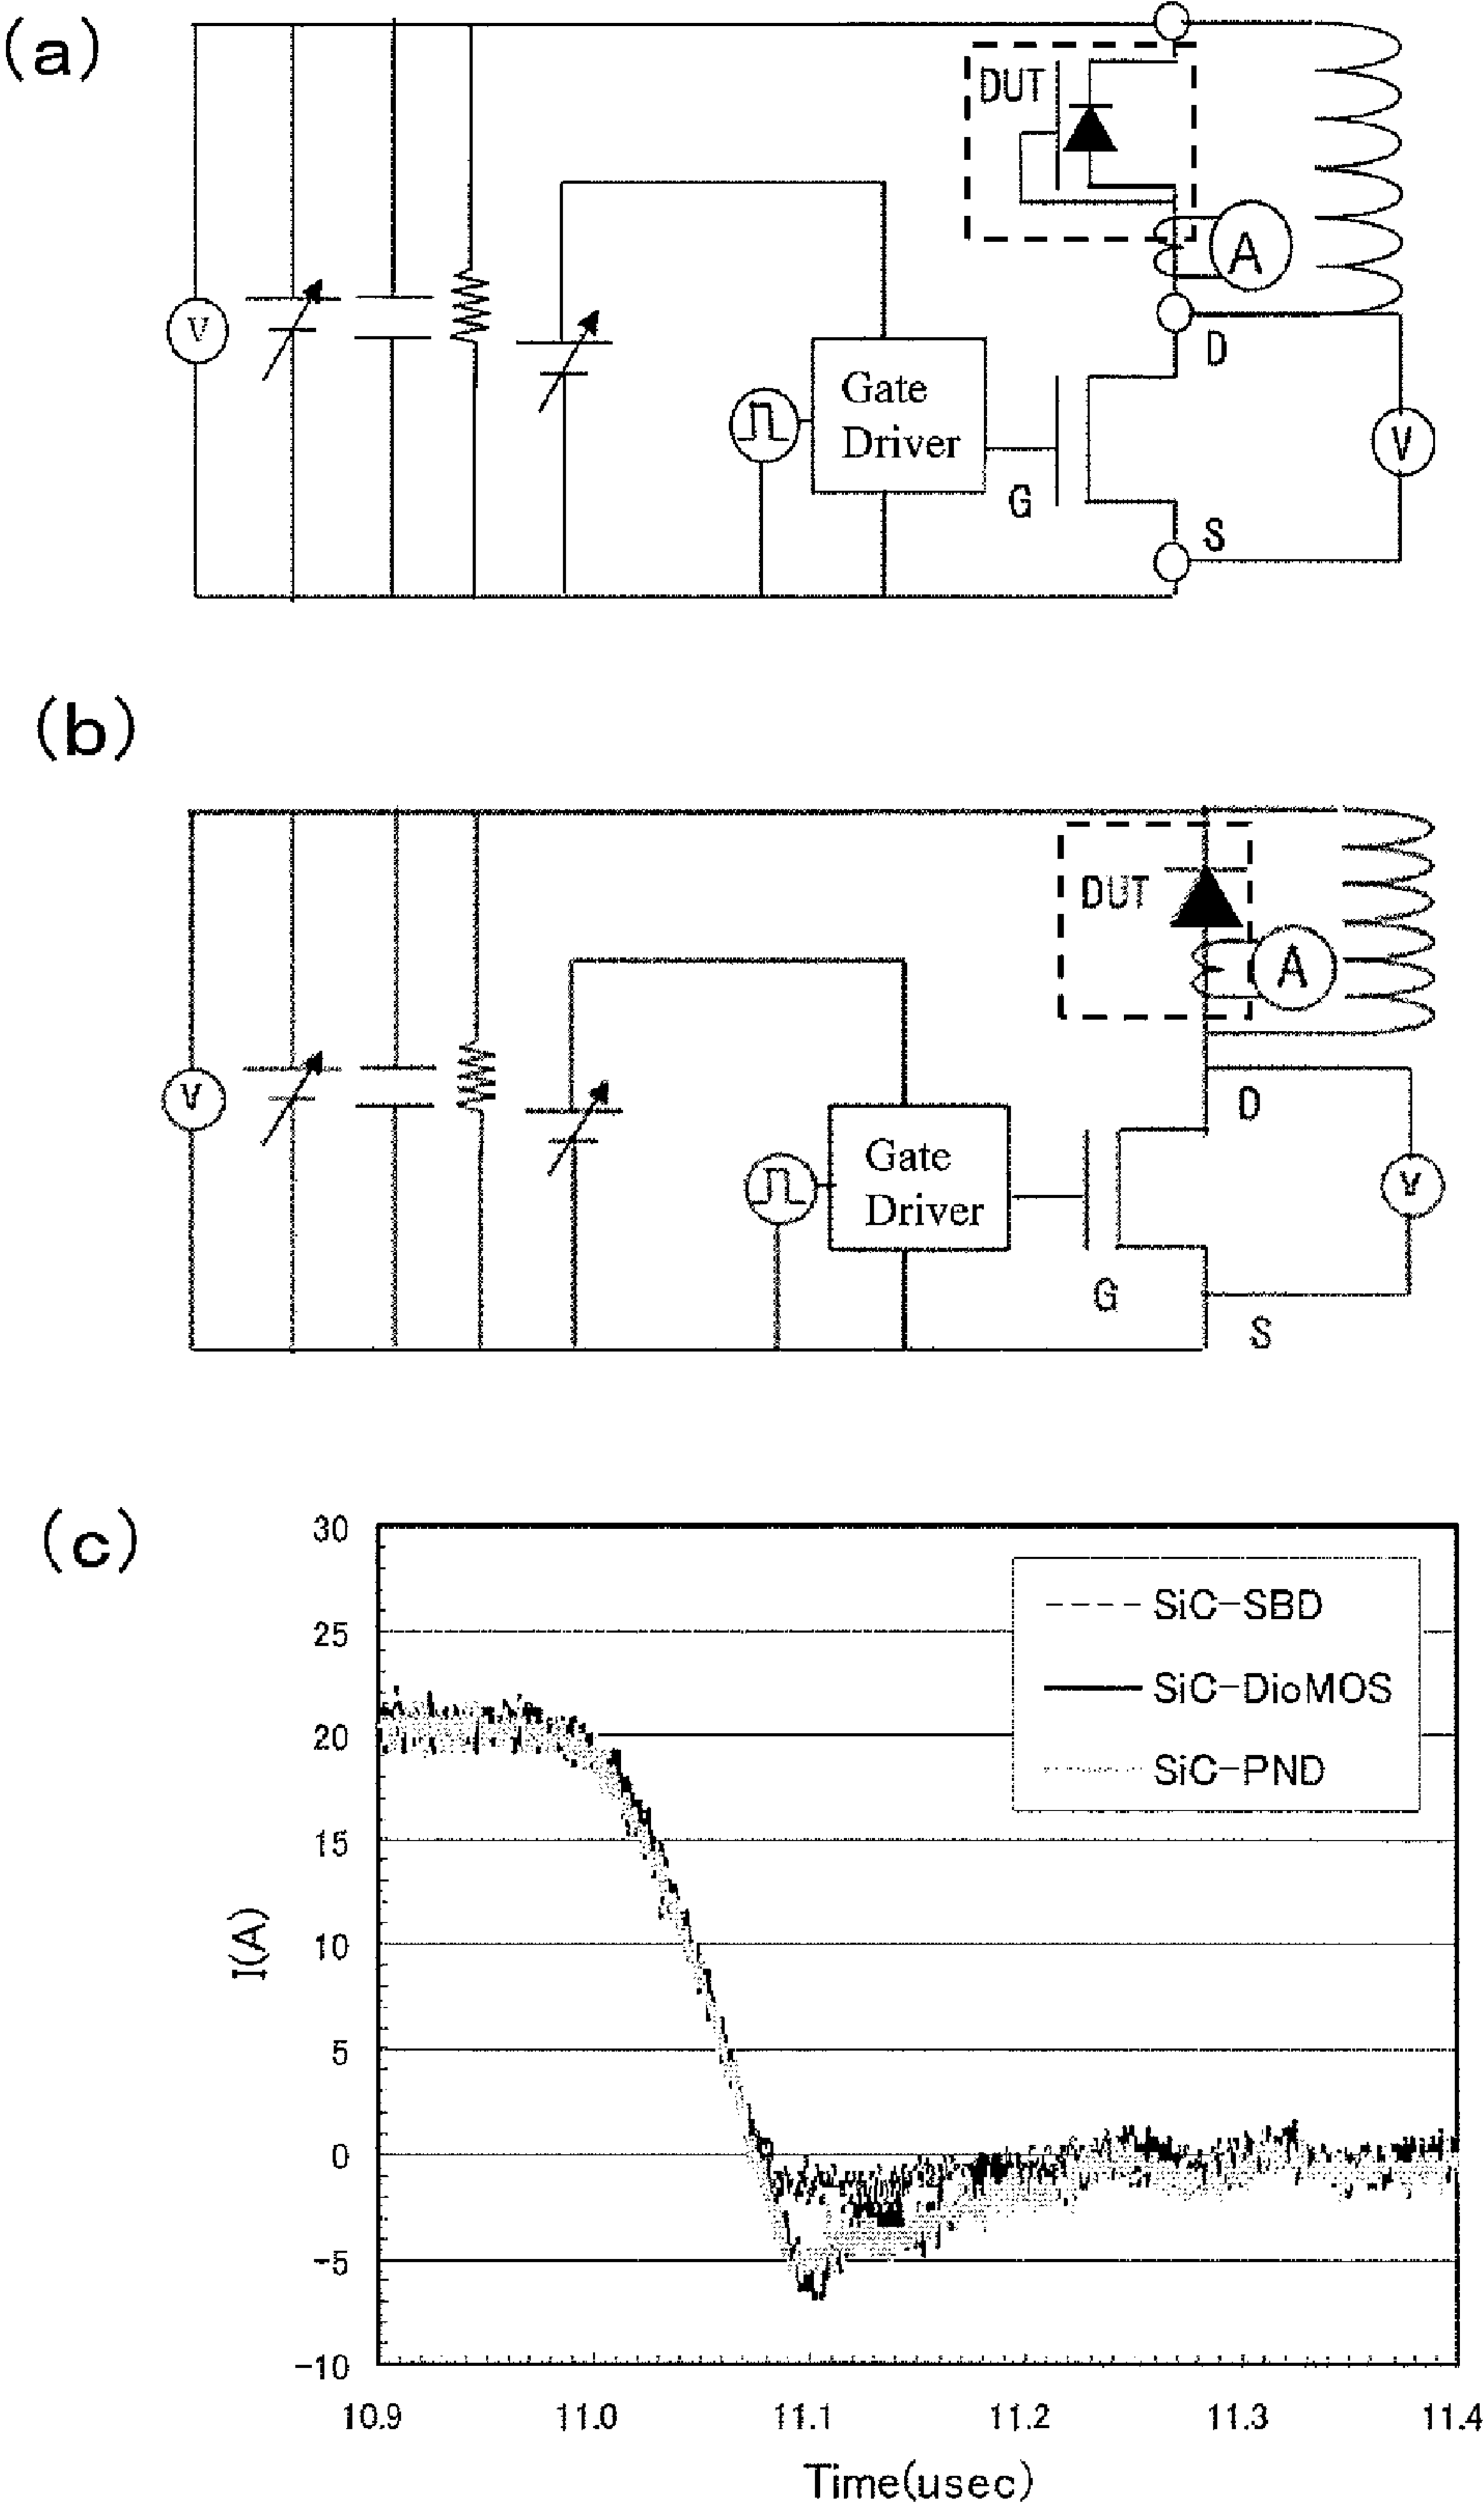 (a)
DUT
A
V
D
Gate
Driver
V
G
S
(b)
DUT
A
V
D
Gate
Driver
V
G
S
(c)
30
SiC-SBD
25
SiC-DioMOS
20
SiC-PND
15
I(A)
10
5
0
-5
-10
10.9 11.0 11.1 11.2 11.3 11.4
Time(usec)